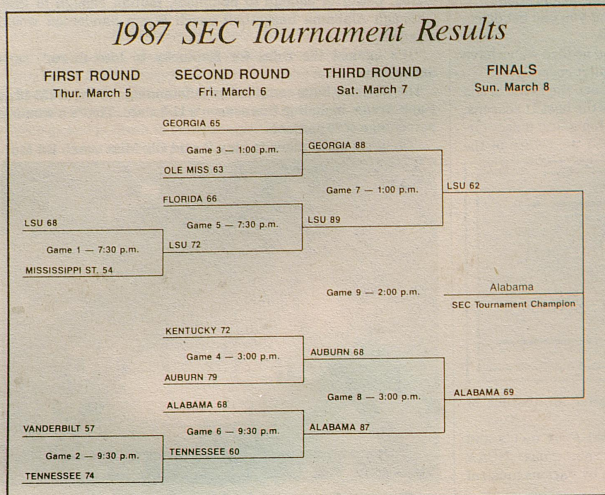 1987 SEC Tournament Results
FIRST ROUND
Thur. March 5
SECOND ROUND
Fri. March 6
THIRD ROUND
Sat. March 7
FINALS
Sun. March 8
LSU 68
Game 1 — 7:30 p.m.
MISSISSIPPI ST. 54
VANDERBILT 57
Game 2 — 9:30 p.m.
TENNESSEE 74
GEORGIA 65
Game 3 — 1:00 p.m.
OLE MISS 63
FLORIDA 66
Game 5 — 7:30 p.m.
LSU 72
KENTUCKY 72
Game 4 — 3:00 p.m.
AUBURN 79
ALABAMA 68
Game 6 — 9:30 p.m.
TENNESSEE 60
GEORGIA 88
Game 7 — 1:00 p.m.
LSU 89
AUBURN 68
Game 8 — 3:00 p.m.
ALABAMA 87
LSU 62
Game 9 — 2:00 p.m.
Alabama
SEC Tournament Champion
ALABAMA 69